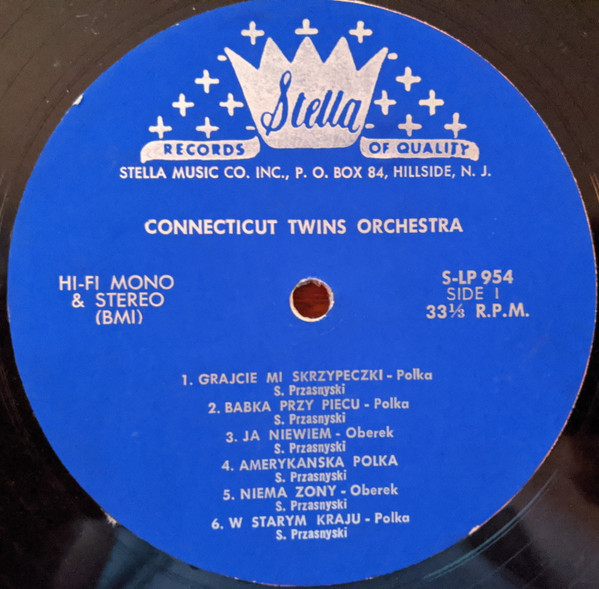 Stella
RECORDS OF QUALITY
STELLA MUSIC CO. INC., P. O. BOX 84, HILLSIDE, N. J.
CONNECTICUT TWINS ORCHESTRA
HI-FI MONO
& STEREO
(BMI)
S-LP 954
SIDE I
33⅓ R.P.M.
1. GRAJCIE MI SKRZYPECZKI - Polka
S. Przasnyski
2. BABKA PRZY PIECU - Polka
S. Przasnyski
3. JA NIEWIEM - Oberek
S. Przasnyski
4. AMERYKANSKA POLKA
S. Przasnyski
5. NIEMA ZONY - Oberek
S. Przasnyski
6. W STARYM KRAJU - Polka
S. Przasnyski